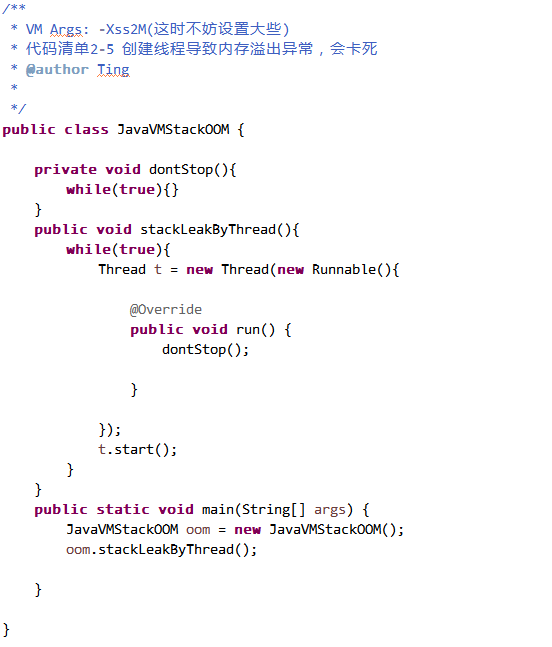 /**
 * VM Args: -Xss2M(这时不妨设置大些)
 * 代码清单2-5 创建线程导致内存溢出异常，会卡死
 * @author Ting
 *
 */
public class JavaVMStackOOM {
    private void dontStop(){
        while(true){}
    }
    public void stackLeakByThread(){
        while(true){
            Thread t = new Thread(new Runnable(){
                @Override
                public void run() {
                    dontStop();
                }
            });
            t.start();
        }
    }
    public static void main(String[] args) {
        JavaVMStackOOM oom = new JavaVMStackOOM();
        oom.stackLeakByThread();
    }
}